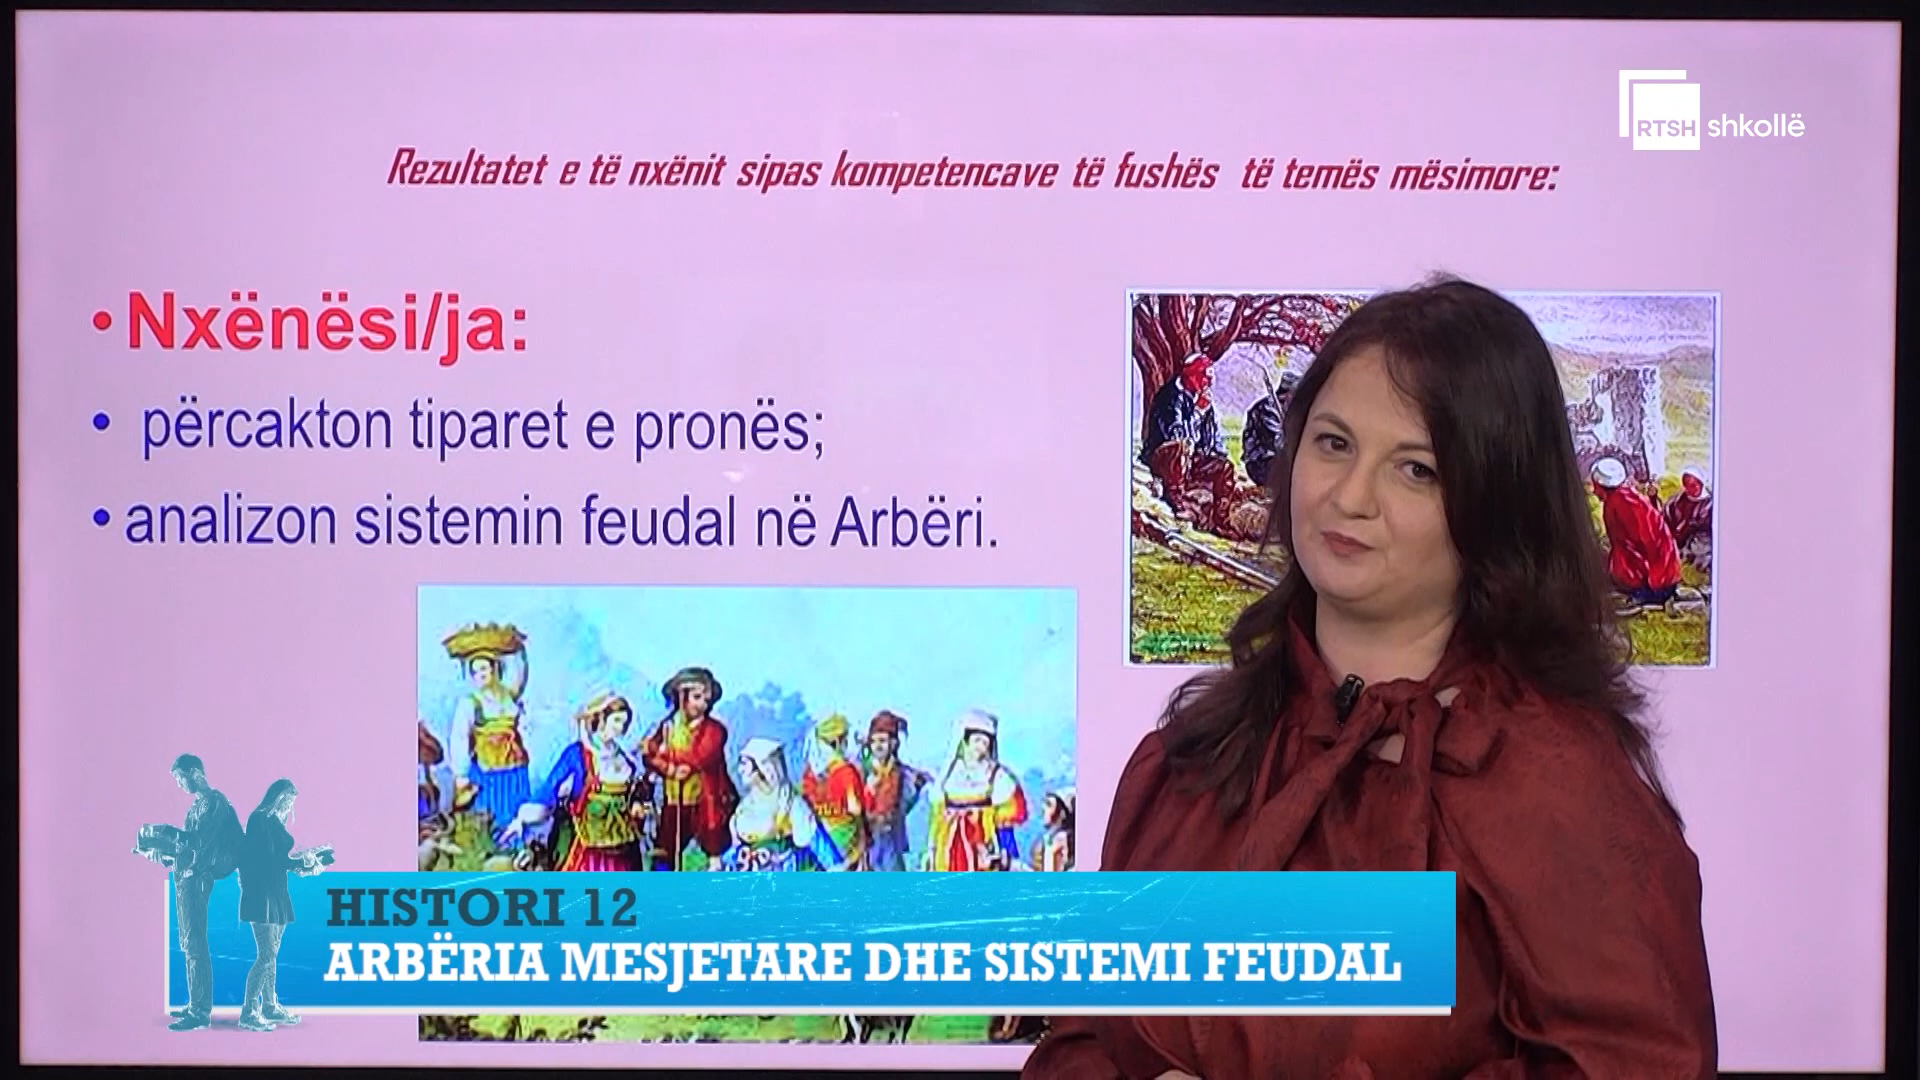 RTSH shkollë
Rezultatet e të nxënit sipas kompetencave të fushës të temës mësimore:
• Nxënësi/ja:
• përcakton tiparet e pronës;
• analizon sistemin feudal në Arbëri.
HISTORI 12
ARBËRIA MESJETARE DHE SISTEMI FEUDAL